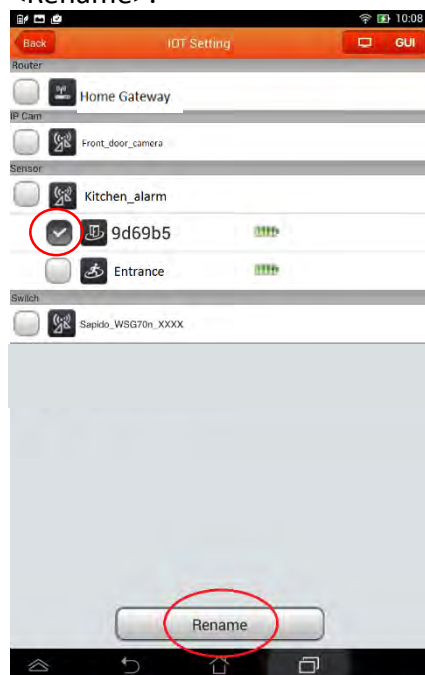 <Rename>.
10:08
Back IOT Setting GUI
Router
Home Gateway
IP Cam
Front_door_camera
Sensor
Kitchen_alarm
9d69b5
Entrance
Switch
Sapido_WSG70n_XXXX
Rename